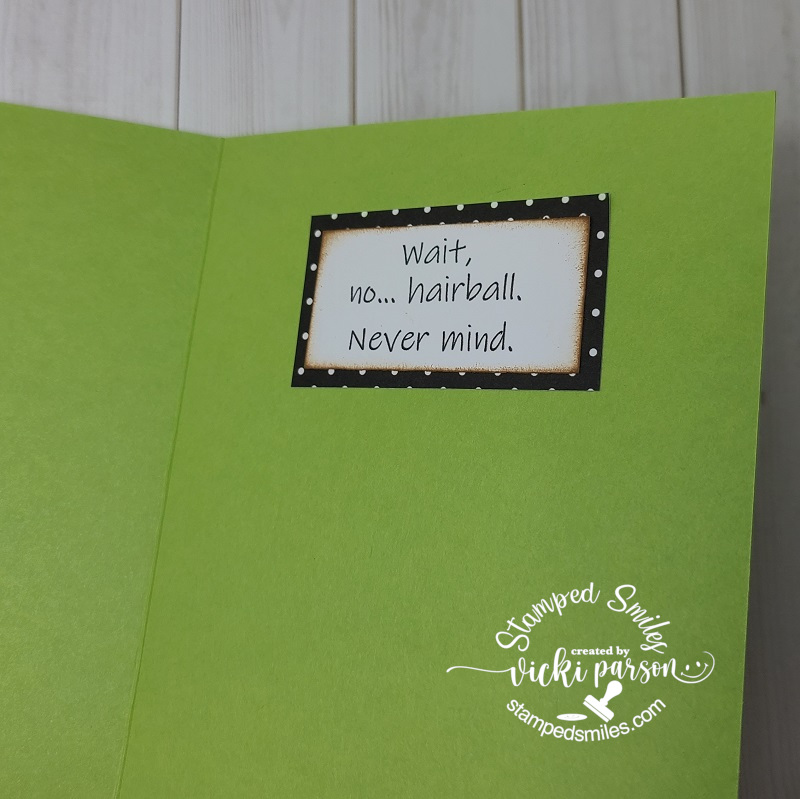 Wait,
no... hairball.
Never mind.
Stamped Smiles
created by
vicki parson
stampedsmiles.com